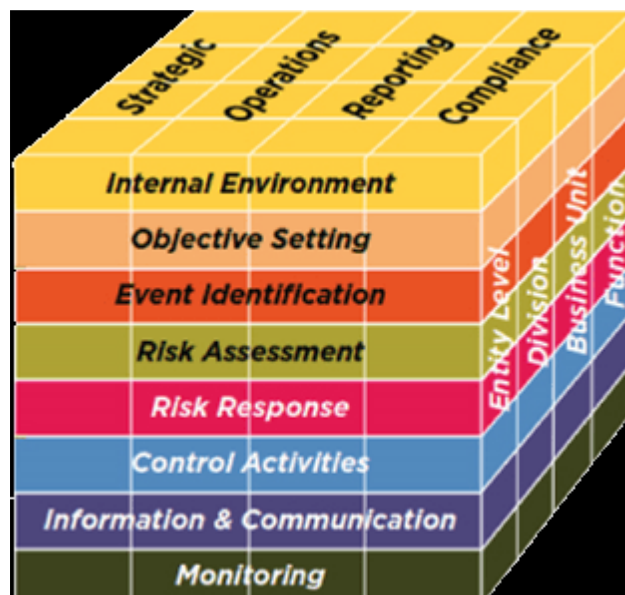 Strategic
Operations
Reporting
Compliance
Internal Environment
Objective Setting
Event Identification
Risk Assessment
Risk Response
Control Activities
Information & Communication
Monitoring
Entity Level
Division
Business Unit
Function